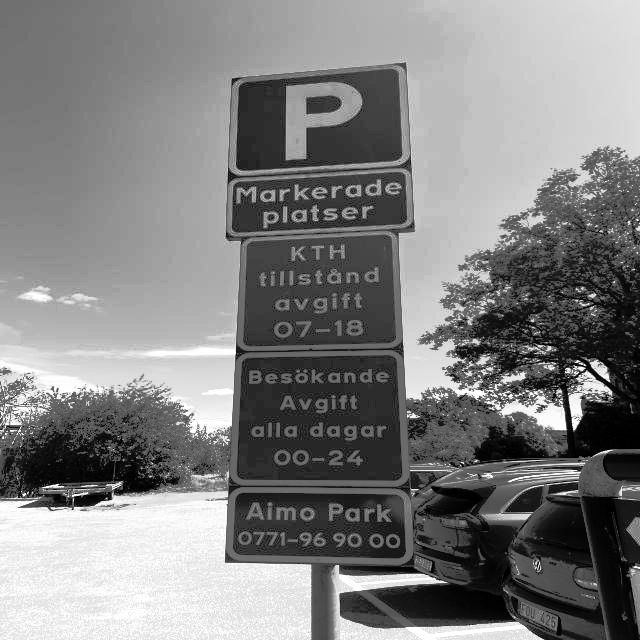 P
Markerade
platser
KTH
tillstånd
avgift
07-18
Besökande
Avgift
alla dagar
00-24
Aimo Park
0771-96 90 00